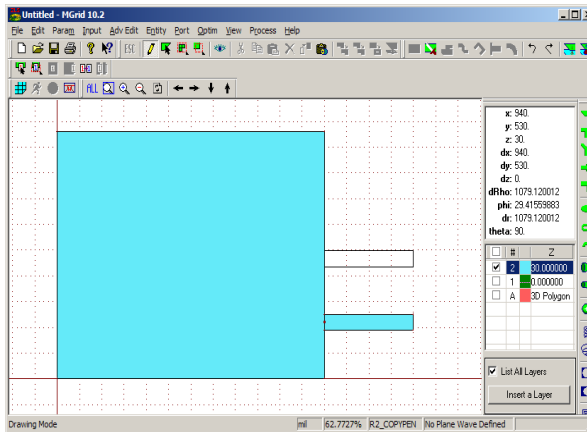 Untitled - MGrid 10.2
File Edit Param Input Adv Edit Entity Port Optim View Process Help
ESC
ALL
x: 940.
y: 530.
z: 30.
dx: 940.
dy: 530.
dz: 0.
dRho: 1079.120012
phi: 29.41559883
dr: 1079.120012
theta: 90.
# Z
2 30.000000
1 0.000000
A 3D Polygon
List All Layers
Insert a Layer
Drawing Mode mil 62.7727% R2_COPYPEN No Plane Wave Defined